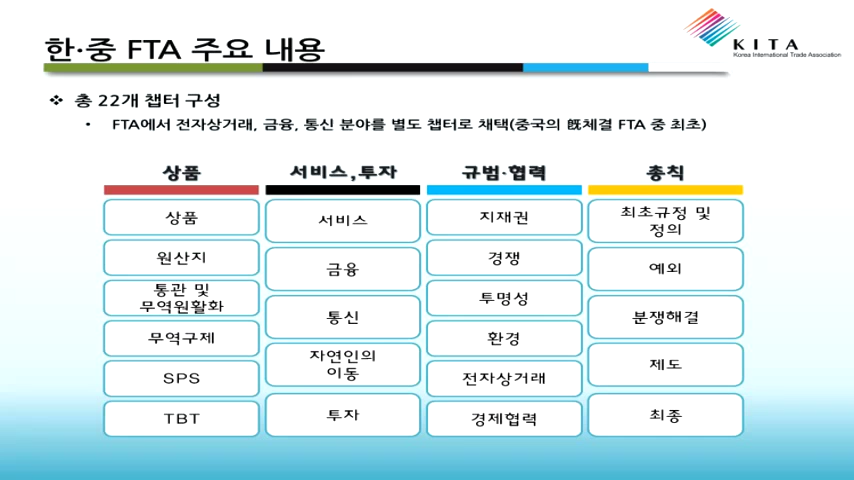 한·중 FTA 주요 내용
KITA
Korea International Trade Association
❖ 총 22개 챕터 구성
• FTA에서 전자상거래, 금융, 통신 분야를 별도 챕터로 채택(중국의 旣체결 FTA 중 최초)
상품
상품
원산지
통관 및
무역원활화
무역구제
SPS
TBT
서비스,투자
서비스
금융
통신
자연인의
이동
투자
규범·협력
지재권
경쟁
투명성
환경
전자상거래
경제협력
총칙
최초규정 및
정의
예외
분쟁해결
제도
최종